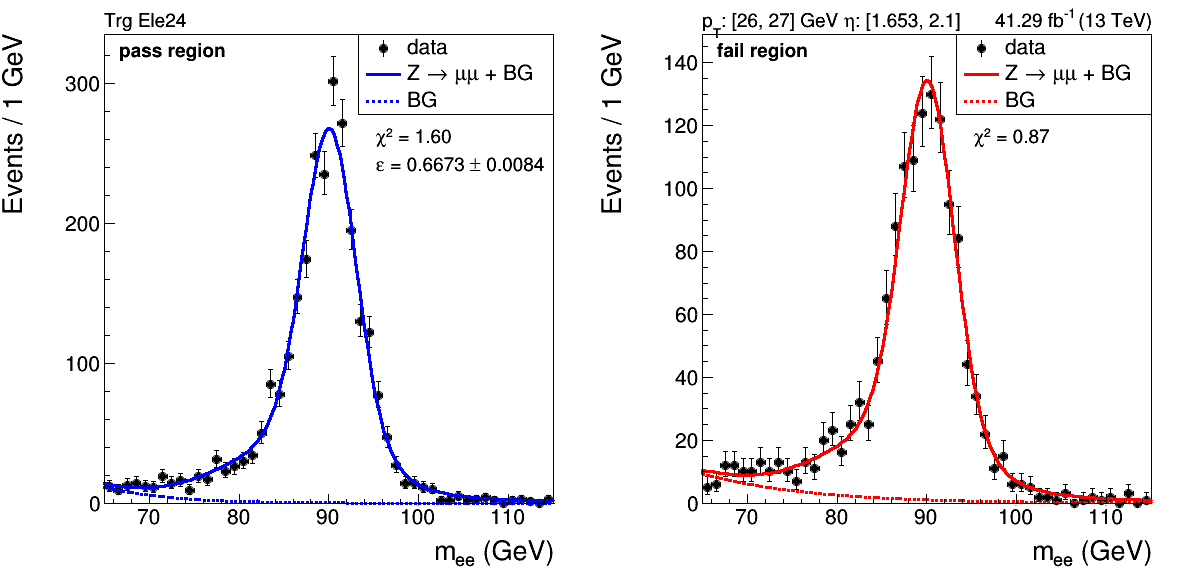 Trg Ele24
pass region
data
Z → μμ + BG
BG
χ² = 1.60
ε = 0.6673 ± 0.0084
Events / 1 GeV
300
200
100
0
70 80 90 100 110
m_ee (GeV)
p_T: [26, 27] GeV η: [1.653, 2.1] 41.29 fb⁻¹ (13 TeV)
fail region
data
Z → μμ + BG
BG
χ² = 0.87
Events / 1 GeV
140
120
100
80
60
40
20
0
70 80 90 100 110
m_ee (GeV)